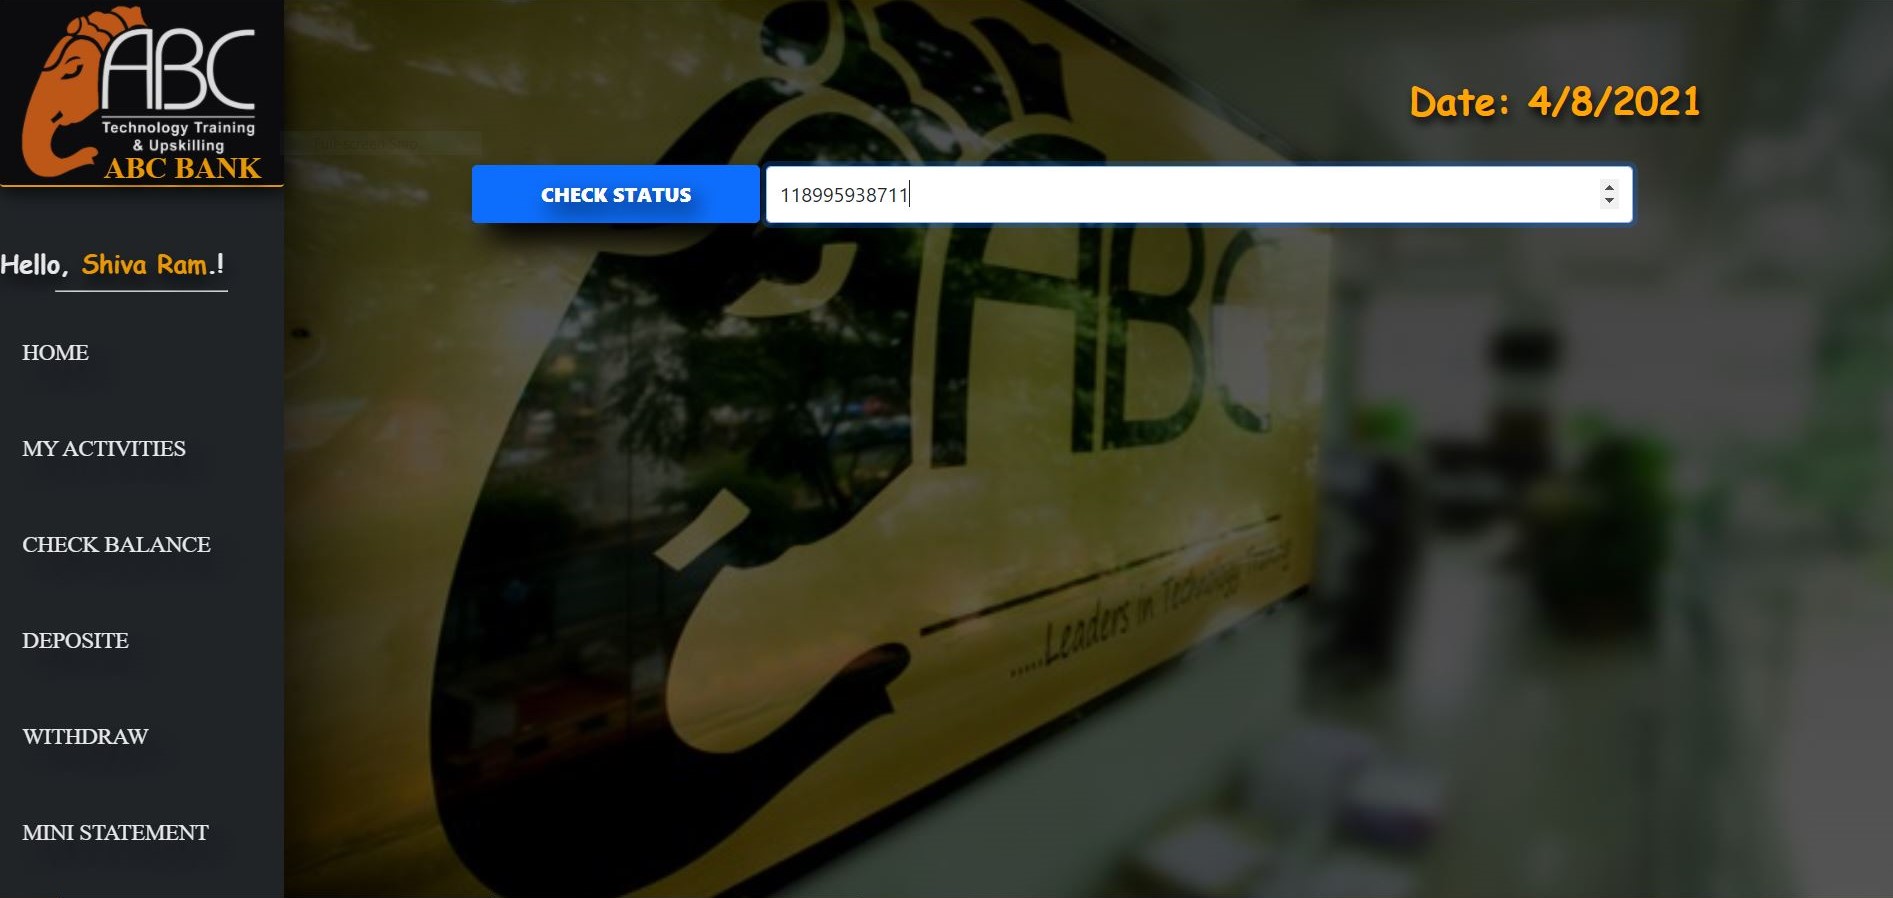 ABC
Technology Training
& Upskilling
ABC BANK
Date: 4/8/2021
CHECK STATUS
118995938711
Hello, Shiva Ram.!
HOME
MY ACTIVITIES
CHECK BALANCE
DEPOSITE
WITHDRAW
MINI STATEMENT
ABC
.....Leaders in Technology Training